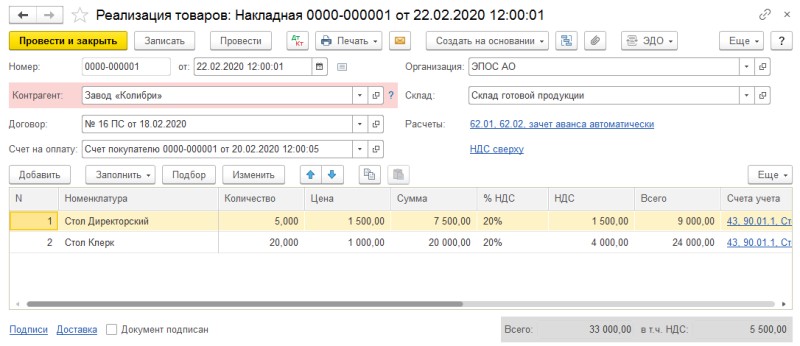 Реализация товаров: Накладная 0000-000001 от 22.02.2020 12:00:01
Провести и закрыть Записать Провести Дт Кт Печать Создать на основании ЭДО Еще ?
Номер: 0000-000001 от: 22.02.2020 12:00:01 Организация: ЭПОС АО
Контрагент: Завод «Колибри» ? Склад: Склад готовой продукции
Договор: № 16 ПС от 18.02.2020 Расчеты: 62.01, 62.02, зачет аванса автоматически
Счет на оплату: Счет покупателю 0000-000001 от 20.02.2020 12:00:05 НДС сверху
Добавить Заполнить Подбор Изменить Еще
N Номенклатура Количество Цена Сумма % НДС НДС Всего Счета учета
1 Стол Директорский 5,000 1 500,00 7 500,00 20% 1 500,00 9 000,00 43, 90.01.1, Ст
2 Стол Клерк 20,000 1 000,00 20 000,00 20% 4 000,00 24 000,00 43, 90.01.1, Ст
Подписи Доставка Документ подписан Всего: 33 000,00 в т.ч. НДС: 5 500,00